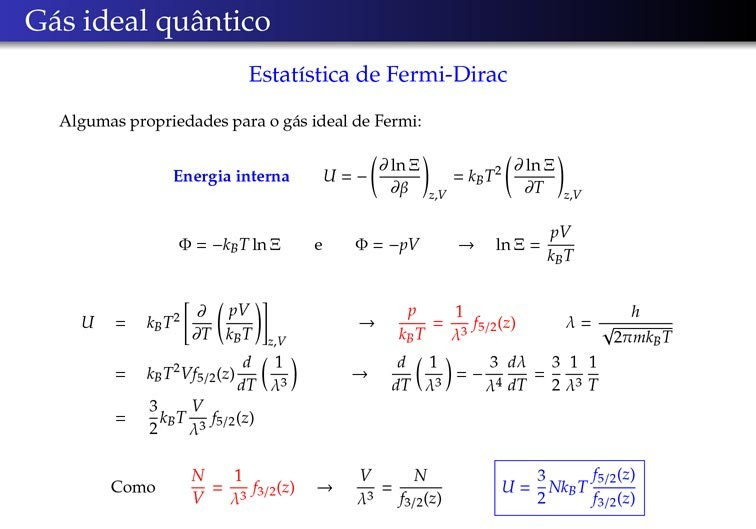 Gás ideal quântico
Estatística de Fermi-Dirac
Algumas propriedades para o gás ideal de Fermi:
Energia interna U = −(∂ ln Ξ / ∂β)_{z,V} = k_B T² (∂ ln Ξ / ∂T)_{z,V}
Φ = −k_B T ln Ξ e Φ = −pV → ln Ξ = pV / k_B T
U = k_B T² [∂/∂T (pV / k_B T)]_{z,V} → p / k_B T = 1/λ³ f_{5/2}(z) λ = h / √(2πmk_B T)
= k_B T² V f_{5/2}(z) d/dT (1/λ³) → d/dT (1/λ³) = −3/λ⁴ dλ/dT = 3/2 1/λ³ 1/T
= 3/2 k_B T V/λ³ f_{5/2}(z)
Como N/V = 1/λ³ f_{3/2}(z) → V/λ³ = N / f_{3/2}(z) U = 3/2 N k_B T f_{5/2}(z) / f_{3/2}(z)